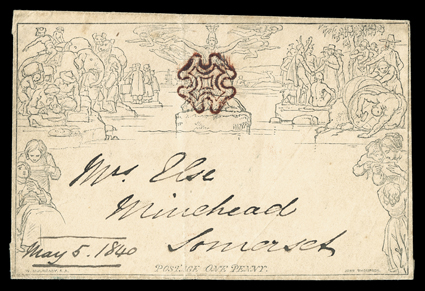 Mrs Else
Minehead
Somerset
May 5. 1840
POSTAGE ONE PENNY.